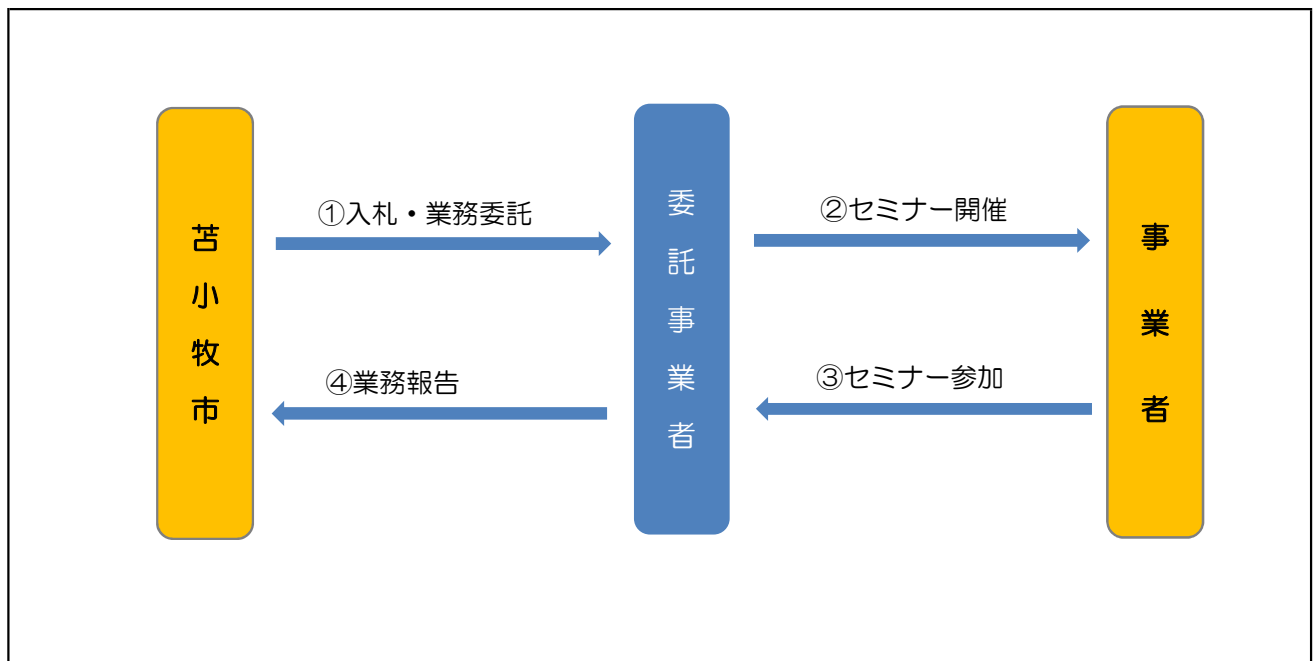 苫小牧市
①入札・業務委託
④業務報告
委託事業者
②セミナー開催
③セミナー参加
事業者